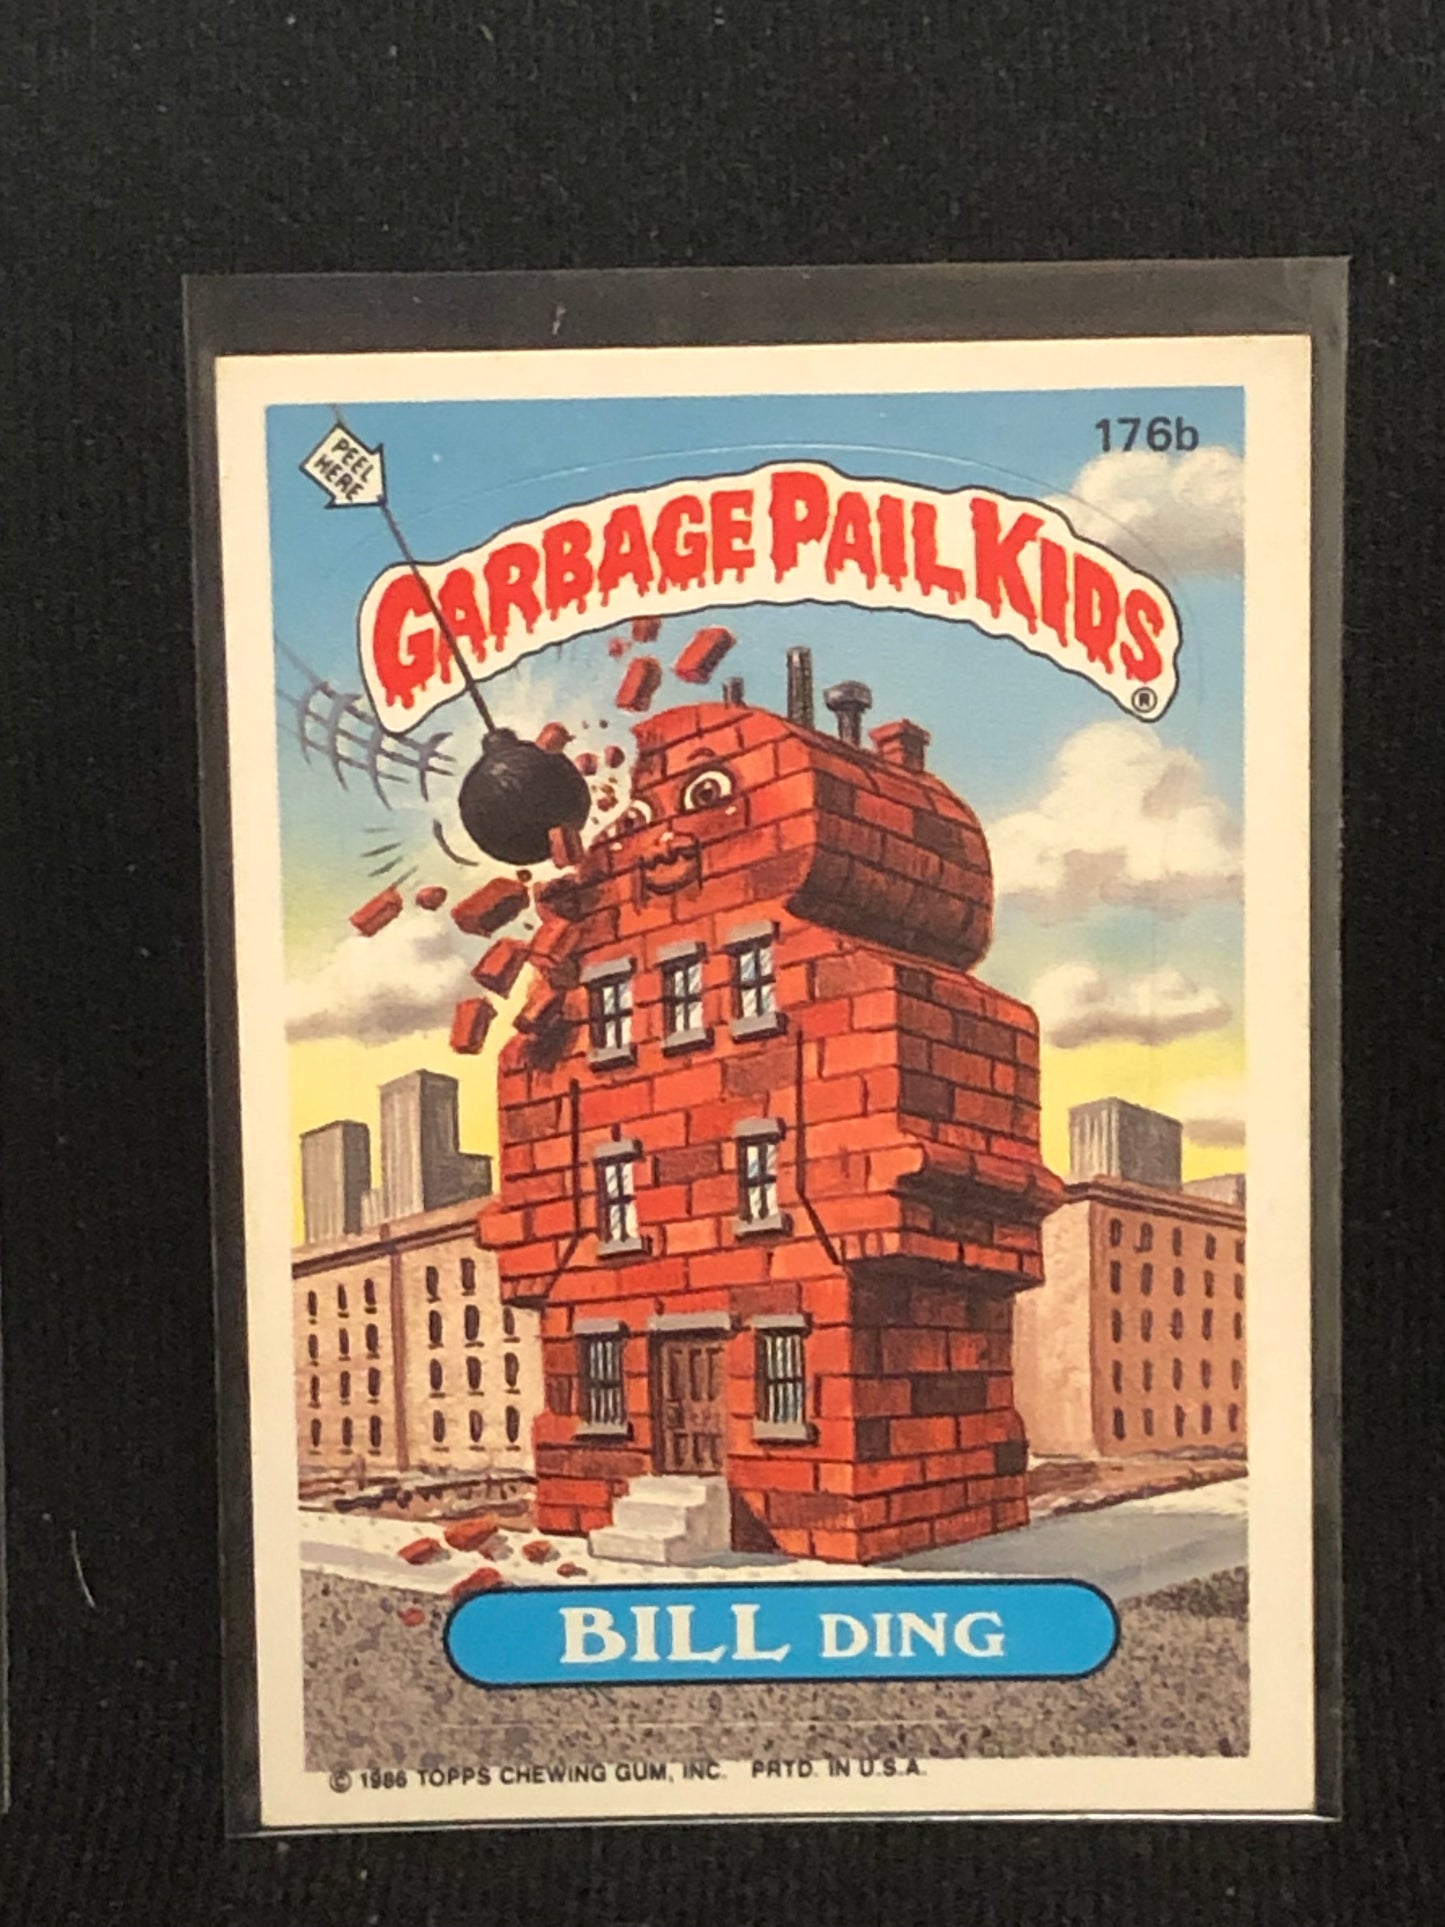 176b
PEEL
HERE
GARBAGE PAIL KIDS
®
BILL DING
© 1986 TOPPS CHEWING GUM, INC. PRTD. IN U.S.A.